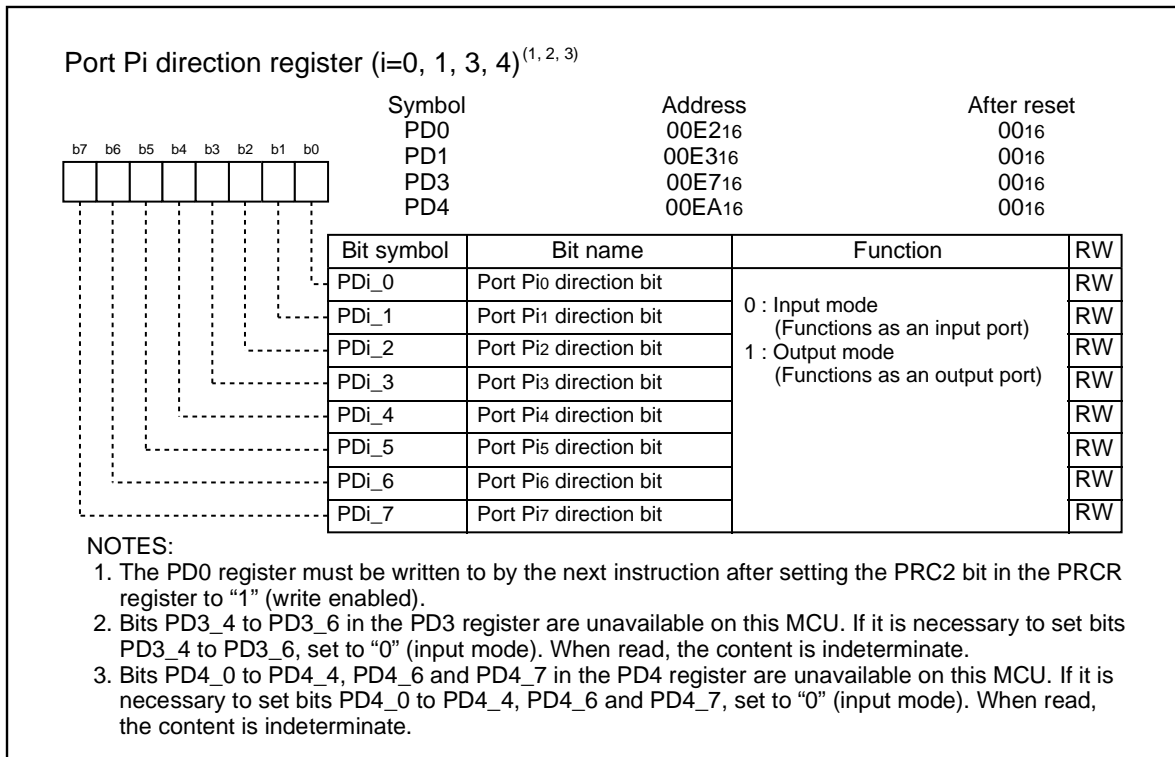 Port Pi direction register (i=0, 1, 3, 4)(1, 2, 3)
Symbol Address After reset
PD0 00E216 0016
PD1 00E316 0016
PD3 00E716 0016
PD4 00EA16 0016
b7 b6 b5 b4 b3 b2 b1 b0
Bit symbol Bit name Function RW
PDi_0 Port Pi0 direction bit RW
PDi_1 Port Pi1 direction bit RW
PDi_2 Port Pi2 direction bit RW
PDi_3 Port Pi3 direction bit RW
PDi_4 Port Pi4 direction bit RW
PDi_5 Port Pi5 direction bit RW
PDi_6 Port Pi6 direction bit RW
PDi_7 Port Pi7 direction bit RW
0 : Input mode
(Functions as an input port)
1 : Output mode
(Functions as an output port)
NOTES:
1. The PD0 register must be written to by the next instruction after setting the PRC2 bit in the PRCR
register to “1” (write enabled).
2. Bits PD3_4 to PD3_6 in the PD3 register are unavailable on this MCU. If it is necessary to set bits
PD3_4 to PD3_6, set to “0” (input mode). When read, the content is indeterminate.
3. Bits PD4_0 to PD4_4, PD4_6 and PD4_7 in the PD4 register are unavailable on this MCU. If it is
necessary to set bits PD4_0 to PD4_4, PD4_6 and PD4_7, set to “0” (input mode). When read,
the content is indeterminate.